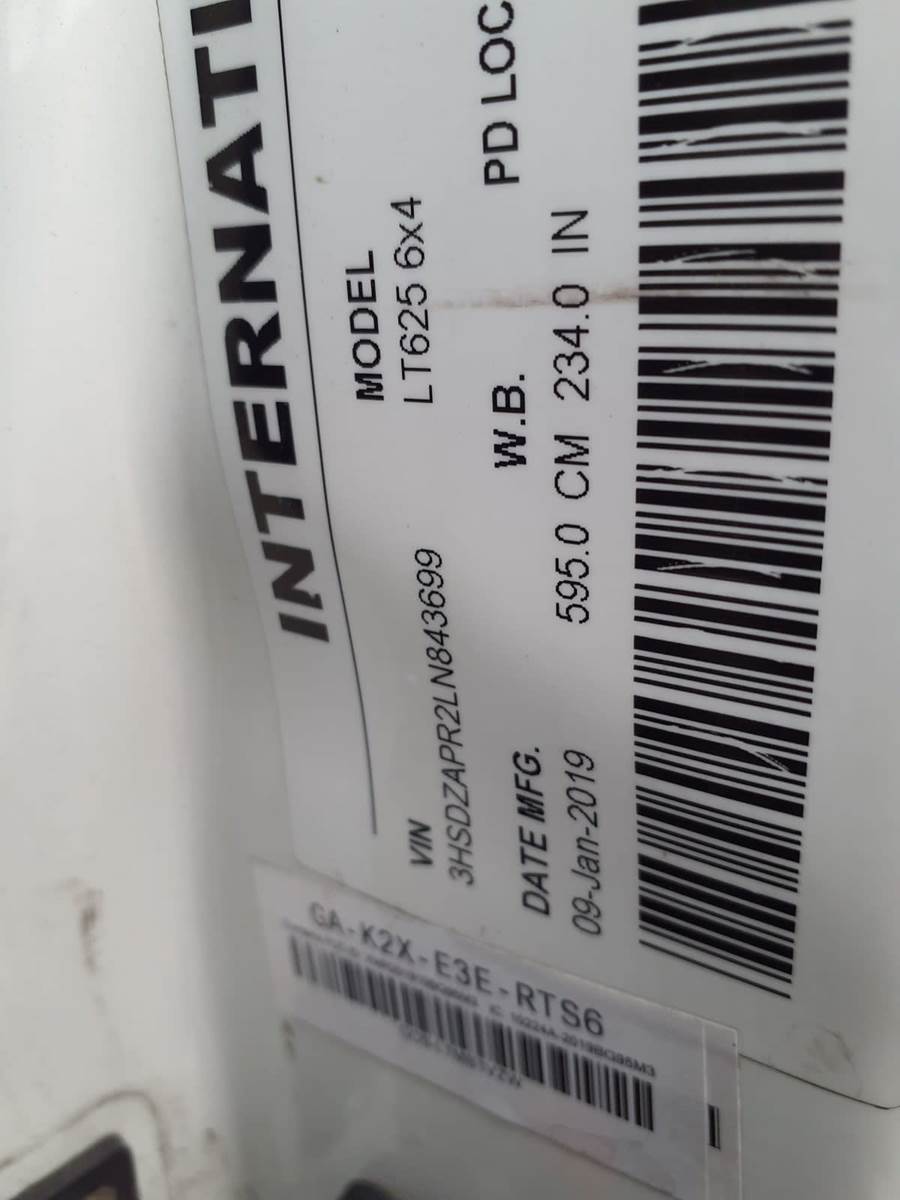 INTERNATI
VIN
3HSDZAPR2LN843699
MODEL
LT625 6x4
DATE MFG.
09-Jan-2019
W.B.
595.0 CM 234.0 IN
PD LOC
GA-K2X-E3E-RTS6